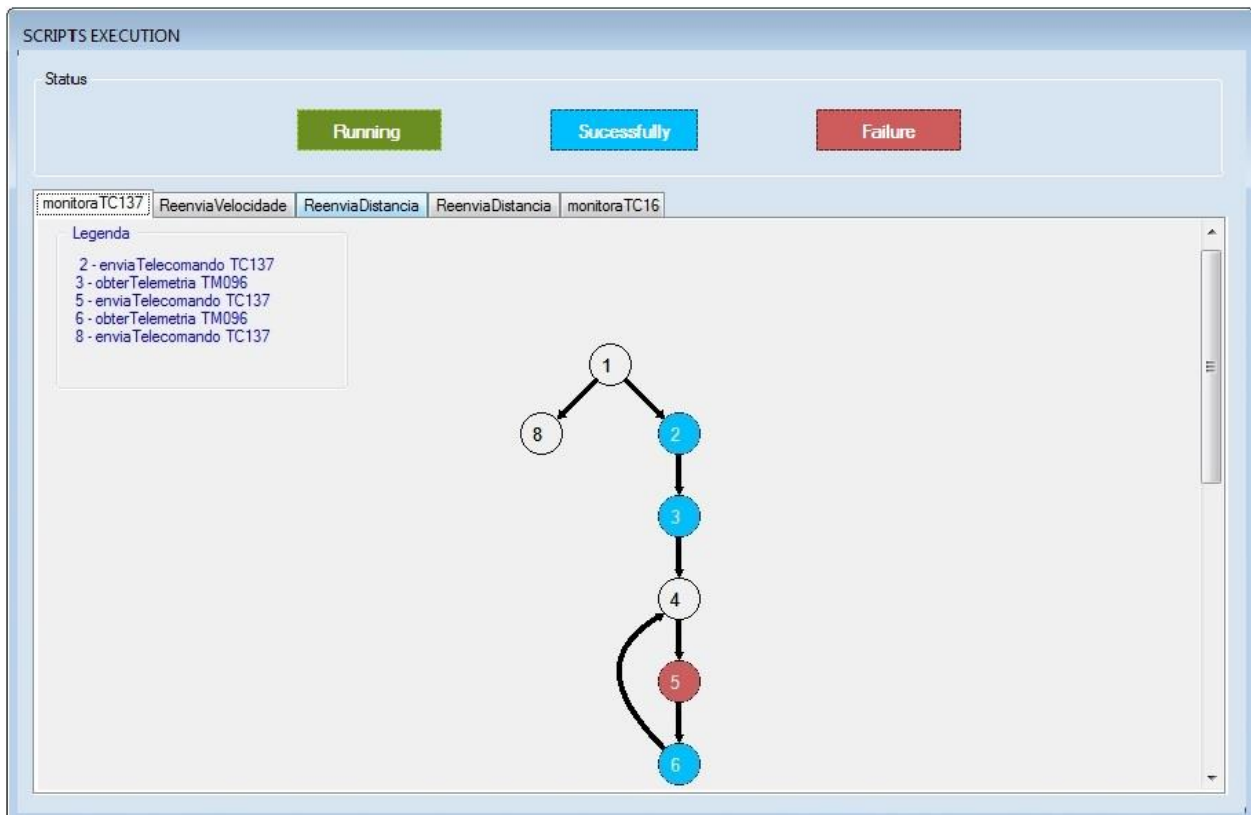 SCRIPTS EXECUTION
Status
Running Sucessfully Failure
monitoraTC137 ReenviaVelocidade ReenviaDistancia ReenviaDistancia monitoraTC16
Legenda
2 - enviaTelecomando TC137
3 - obterTelemetria TM096
5 - enviaTelecomando TC137
6 - obterTelemetria TM096
8 - enviaTelecomando TC137
1
8 2
3
4
5
6